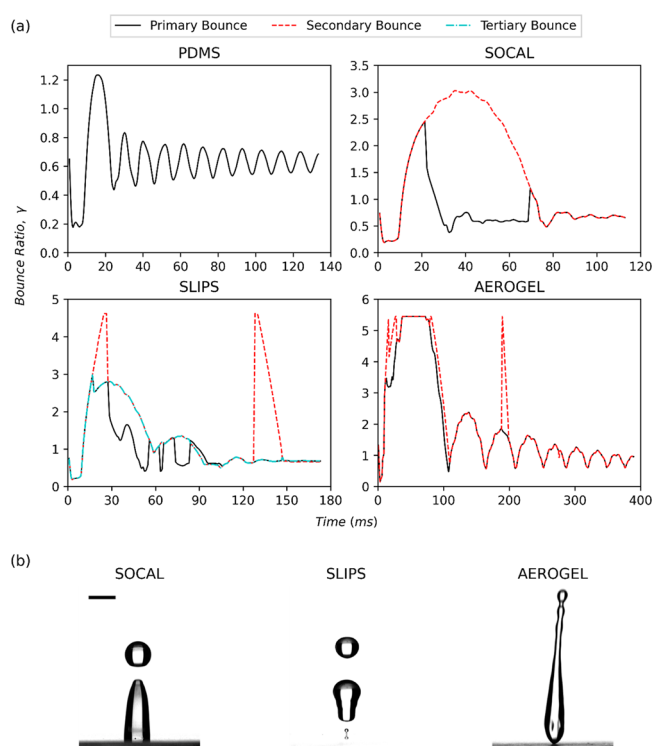 (a)
Primary Bounce Secondary Bounce Tertiary Bounce
PDMS SOCAL
Bounce Ratio, γ
1.2
1.0
0.8
0.6
0.4
0.2
0.0
0 20 40 60 80 100 120 140
3.5
3.0
2.5
2.0
1.5
1.0
0.5
0.0
0 20 40 60 80 100 120
SLIPS AEROGEL
5
4
3
2
1
0
0 30 60 90 120 150 180
6
5
4
3
2
1
0
0 100 200 300 400
Time (ms)
(b)
SOCAL SLIPS AEROGEL